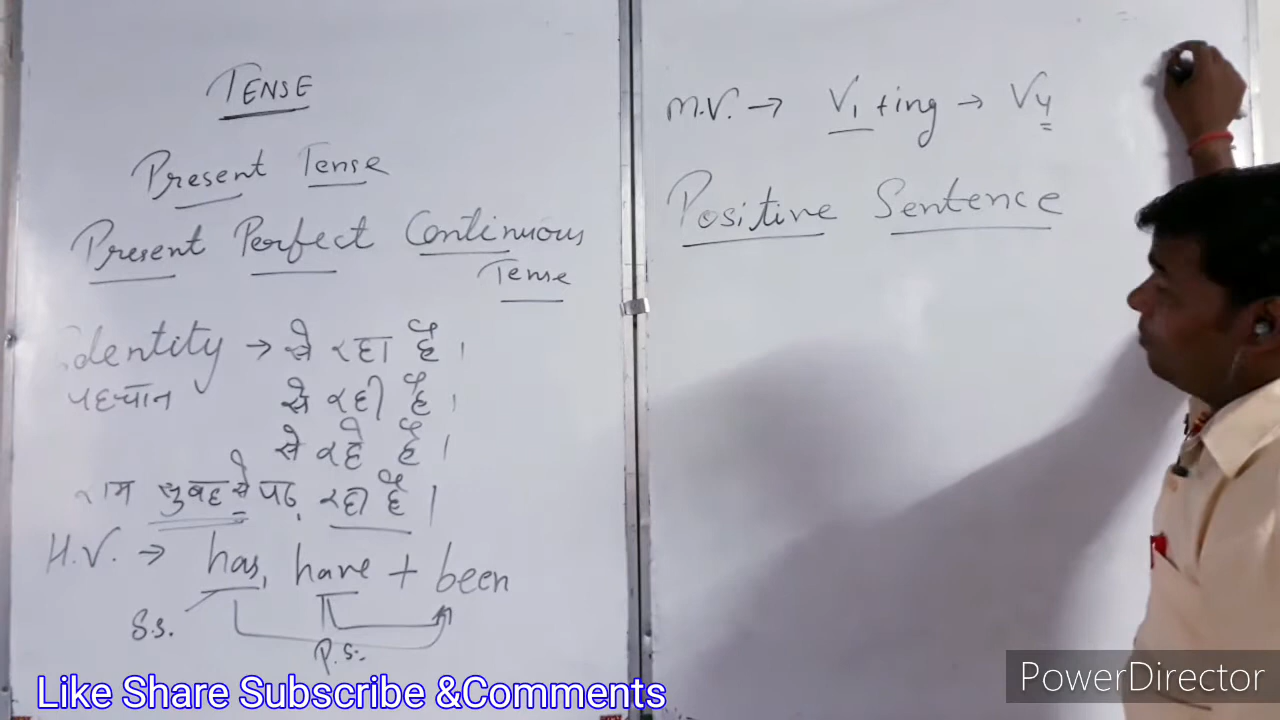 TENSE
Present Tense
Present Perfect Continuous
Tense
Identity → से रहा है ।
पहचान से रही है ।
से रहे है ।
राम सुबह से पढ़ रहा है ।
H.V. → has, have + been
S.s.
P.s.
M.V. → V1 + ing → V4
Positive Sentence
Like Share Subscribe &Comments
PowerDirector